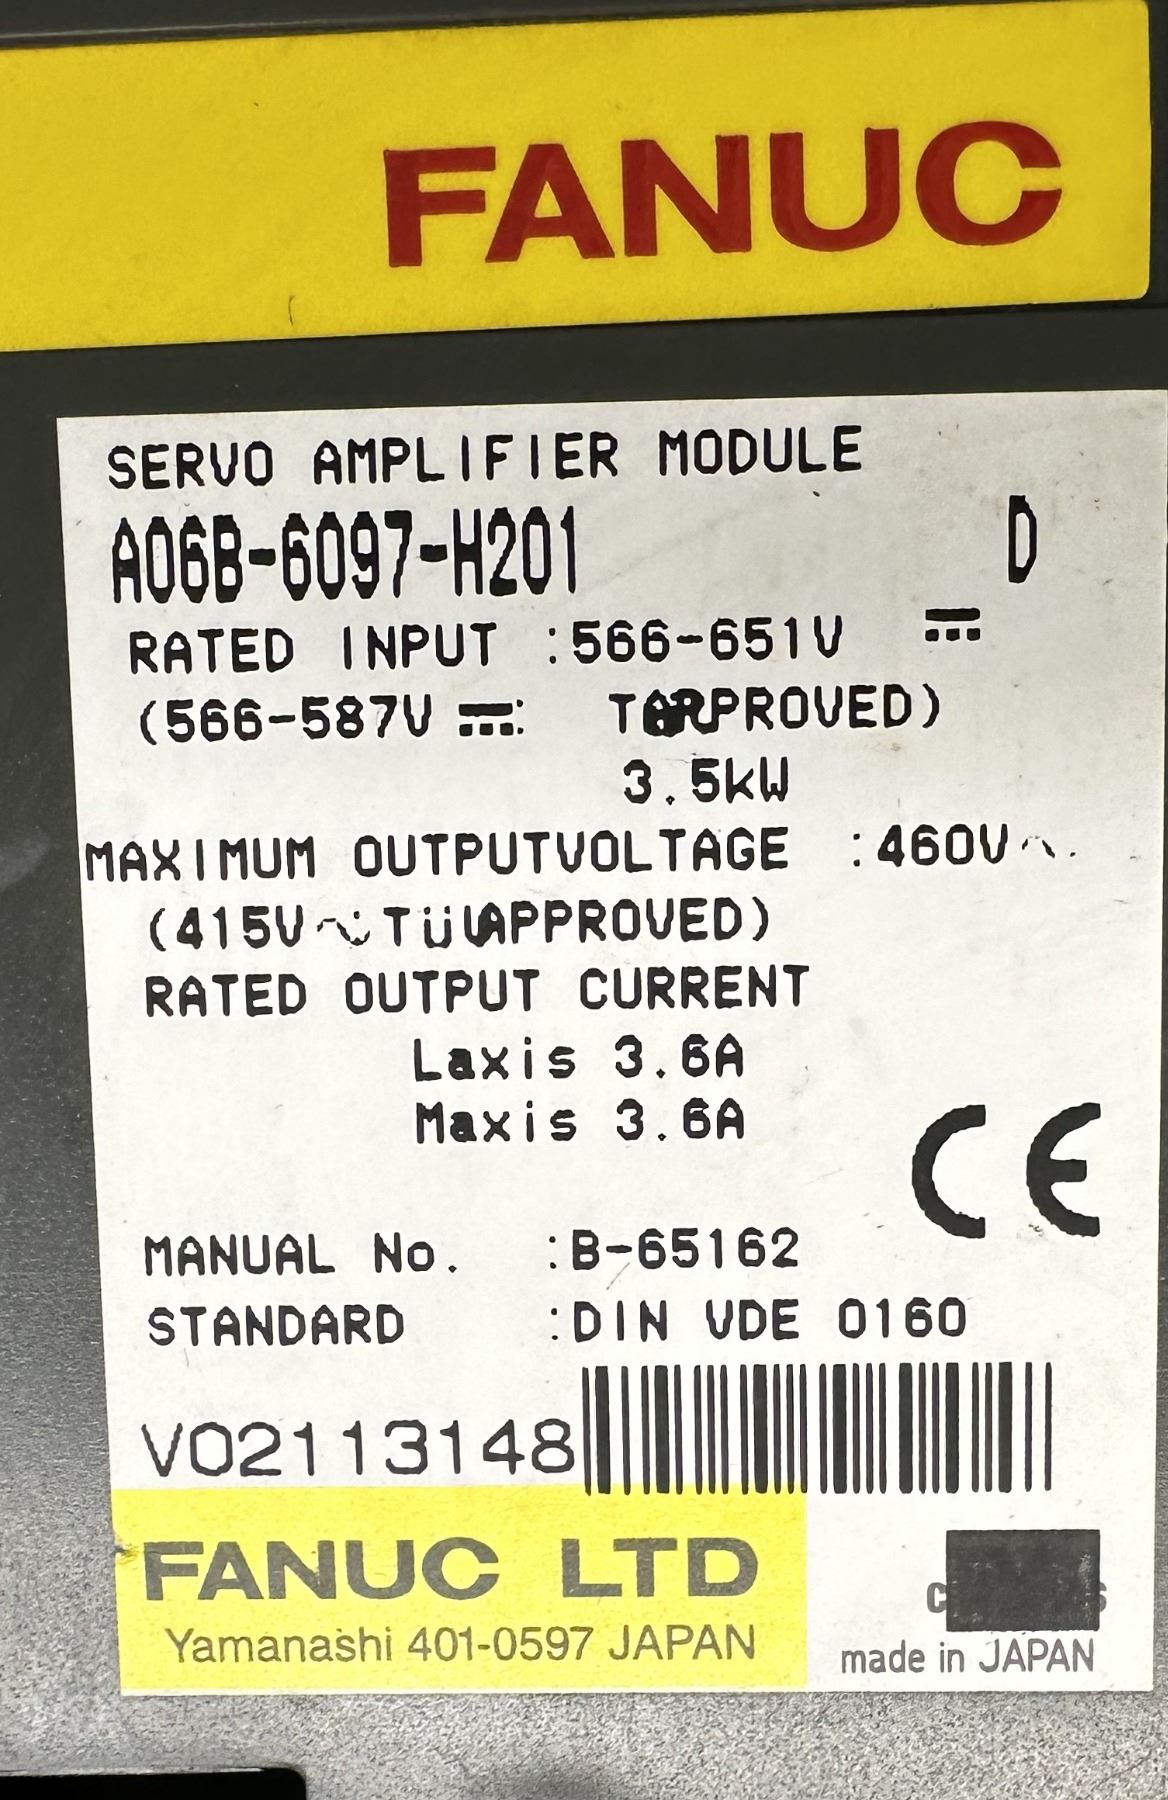 FANUC
SERVO AMPLIFIER MODULE
A06B-6097-H201 D
RATED INPUT :566-651V ⎓
(566-587V ⎓: APPROVED)
3.5kW
MAXIMUM OUTPUTVOLTAGE :460V~.
(415V~: TÜVAPPROVED)
RATED OUTPUT CURRENT
Laxis 3.6A
Maxis 3.6A
CE
MANUAL No. :B-65162
STANDARD :DIN VDE 0160
V02113148
FANUC LTD
Yamanashi 401-0597 JAPAN
made in JAPAN